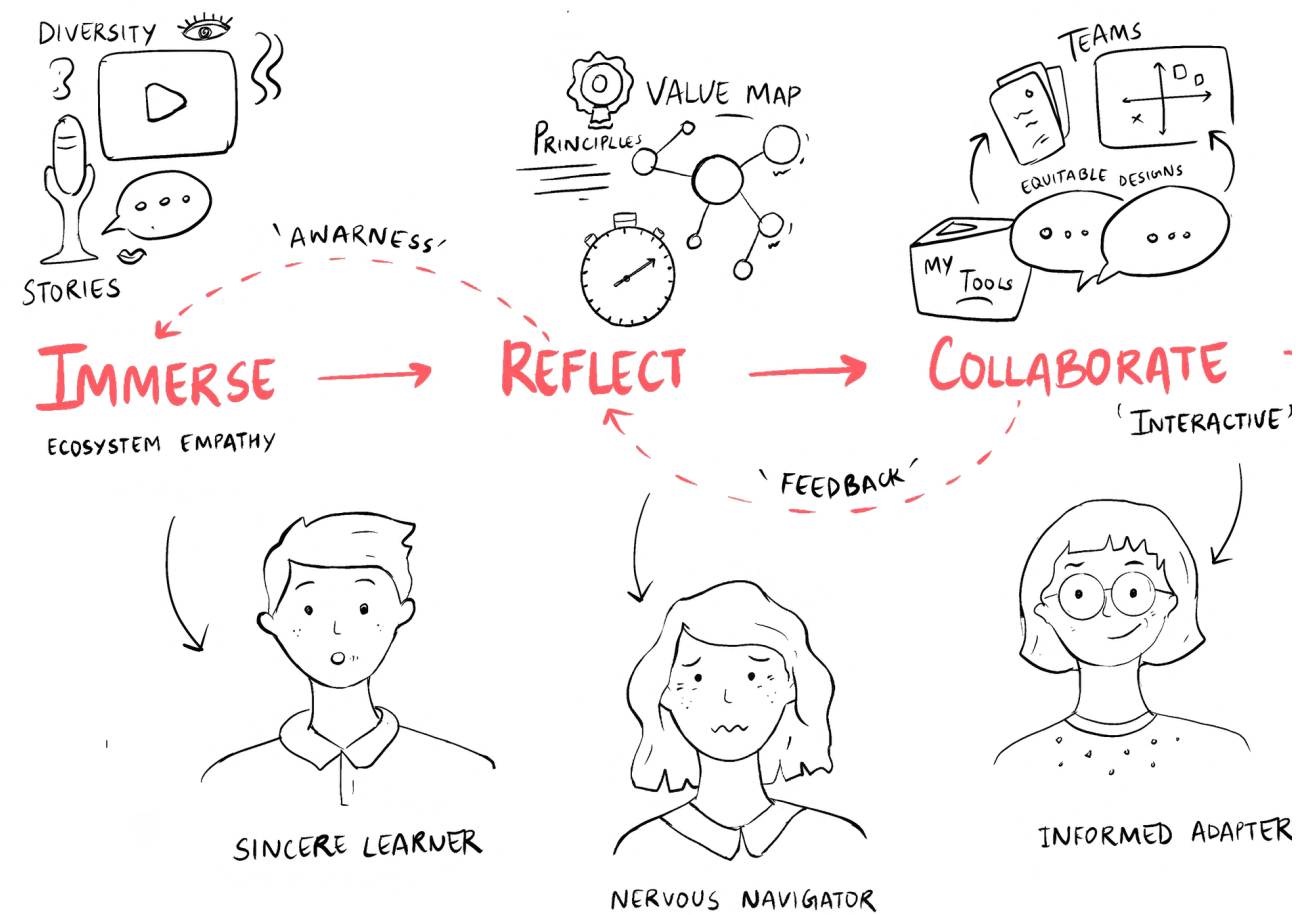 DIVERSITY
STORIES
'AWARNESS'
IMMERSE
ECOSYSTEM EMPATHY
SINCERE LEARNER
VALUE MAP
PRINCIPLLES
REFLECT
'FEEDBACK'
NERVOUS NAVIGATOR
TEAMS
EQUITABLE DESIGNS
MY
TOOLS
COLLABORATE
'INTERACTIVE'
INFORMED ADAPTER